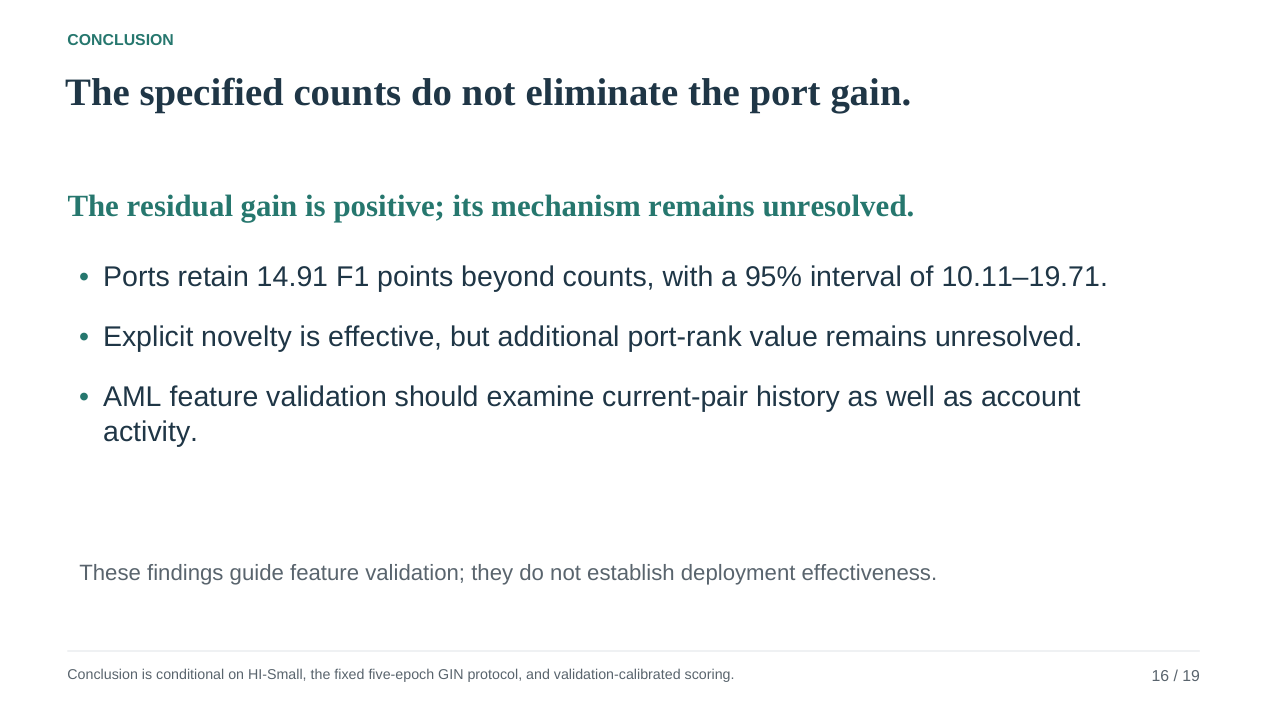 CONCLUSION
The specified counts do not eliminate the port gain.
The residual gain is positive; its mechanism remains unresolved.
• Ports retain 14.91 F1 points beyond counts, with a 95% interval of 10.11–19.71.
• Explicit novelty is effective, but additional port-rank value remains unresolved.
• AML feature validation should examine current-pair history as well as account
activity.
These findings guide feature validation; they do not establish deployment effectiveness.
Conclusion is conditional on HI-Small, the fixed five-epoch GIN protocol, and validation-calibrated scoring.
16 / 19